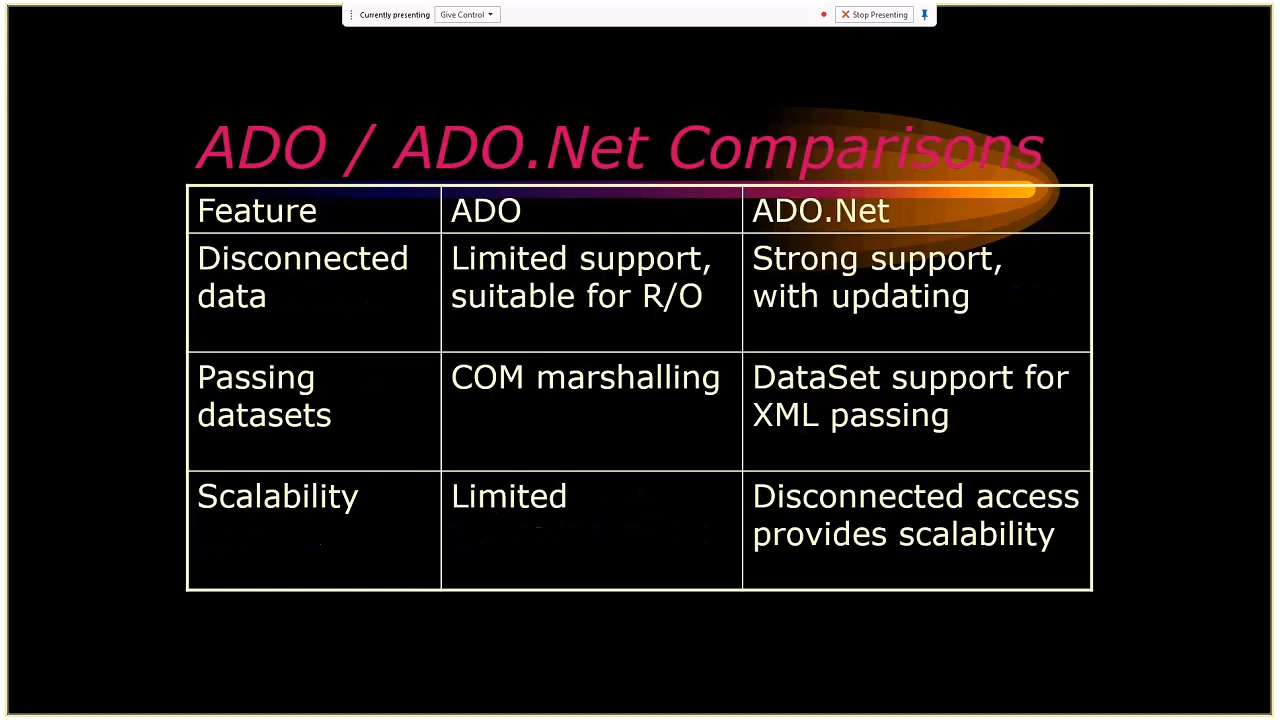 Currently presenting
Give Control
Stop Presenting
ADO / ADO.Net Comparisons
Feature
ADO
ADO.Net
Disconnected
data
Limited support,
suitable for R/O
Strong support,
with updating
Passing
datasets
COM marshalling
DataSet support for
XML passing
Scalability
Limited
Disconnected access
provides scalability